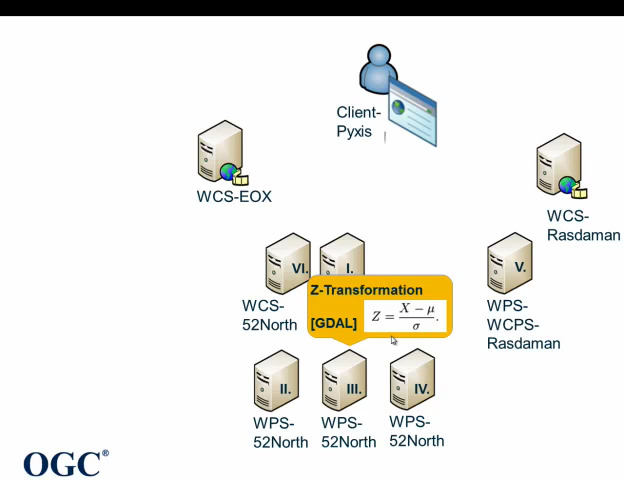 Client-
Pyxis
WCS-EOX
WCS-
Rasdaman
VI.
I.
V.
Z-Transformation
[GDAL]
Z = X − μ / σ.
WCS-
52North
WPS-
WCPS-
Rasdaman
II.
III.
IV.
WPS-
52North
WPS-
52North
WPS-
52North
OGC®